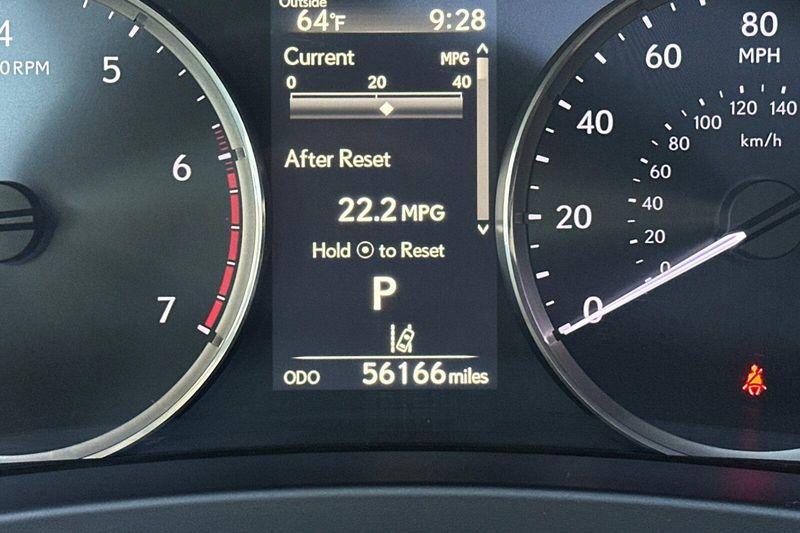 Outside
64°F 9:28
Current MPG
0 20 40
After Reset
22.2 MPG
Hold to Reset
P
ODO 56166 miles
4
0RPM
5
6
7
0
20
40
60
80
MPH
0
20
40
60
80
100
120
140
km/h